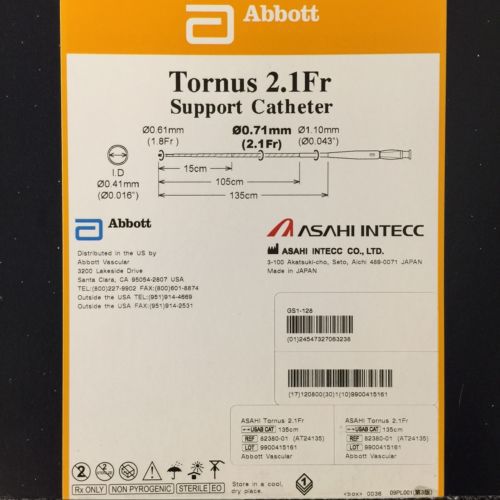 Abbott
Tornus 2.1Fr
Support Catheter
Ø0.61mm
(1.8Fr)
Ø0.71mm
(2.1Fr)
Ø1.10mm
(Ø0.043")
I.D
Ø0.41mm
(Ø0.016")
15cm
105cm
135cm
Abbott
Distributed in the US by
Abbott Vascular
3200 Lakeside Drive
Santa Clara, CA 95054-2807 USA
TEL:(800)227-9902 FAX:(800)601-8874
Outside the USA TEL:(951)914-4669
Outside the USA FAX:(951)914-2531
ASAHI INTECC
ASAHI INTECC CO., LTD.
3-100 Akatsuki-cho, Seto, Aichi 489-0071 JAPAN
Made in JAPAN
GS1-128
(01)24547327063238
(17)120800(30)1(10)9900415161
ASAHI Tornus 2.1Fr
USAB CAT 135cm
REF 82380-01 (AT24135)
LOT 9900415161
Abbott Vascular
ASAHI Tornus 2.1Fr
USAB CAT 135cm
REF 82380-01 (AT24135)
LOT 9900415161
Abbott Vascular
2
Rx ONLY
NON PYROGENIC
STERILE EO
Store in a cool,
dry place.
1
<box> 0036 09PL001